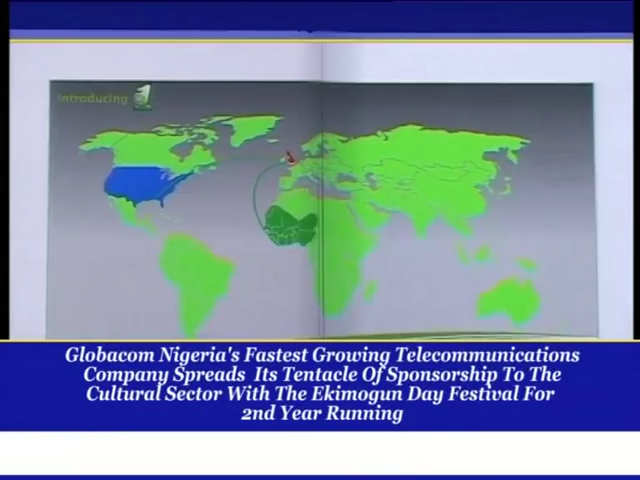 Introducing
Globacom Nigeria's Fastest Growing Telecommunications
Company Spreads Its Tentacle Of Sponsorship To The
Cultural Sector With The Ekimogun Day Festival For
2nd Year Running